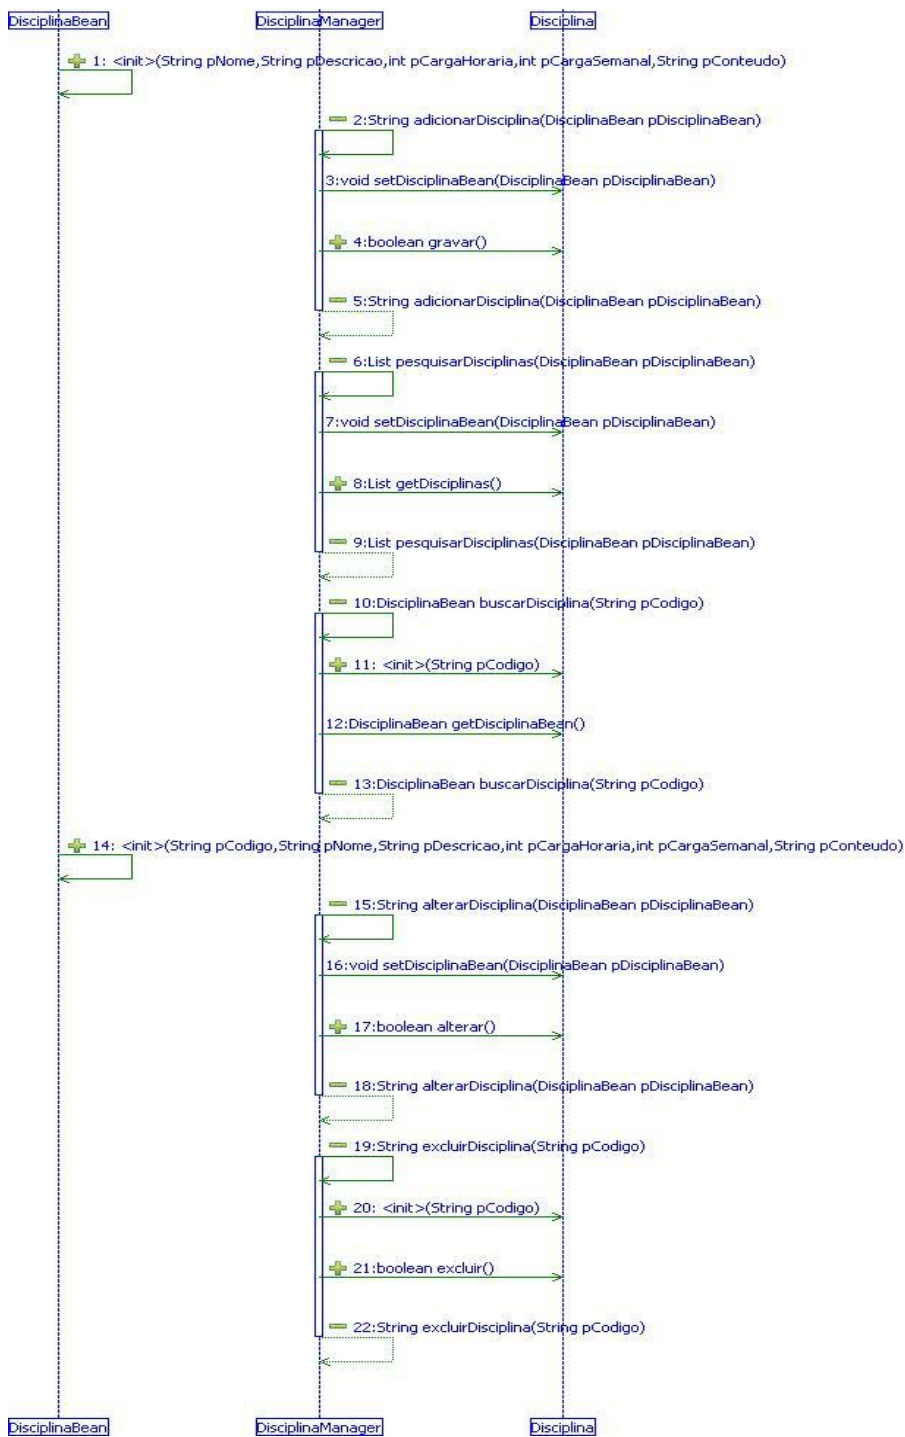 DisciplinaBean DisciplinaManager Disciplina
1: <init>(String pNome,String pDescricao,int pCargaHoraria,int pCargaSemanal,String pConteudo)
2:String adicionarDisciplina(DisciplinaBean pDisciplinaBean)
3:void setDisciplinaBean(DisciplinaBean pDisciplinaBean)
4:boolean gravar()
5:String adicionarDisciplina(DisciplinaBean pDisciplinaBean)
6:List pesquisarDisciplinas(DisciplinaBean pDisciplinaBean)
7:void setDisciplinaBean(DisciplinaBean pDisciplinaBean)
8:List getDisciplinas()
9:List pesquisarDisciplinas(DisciplinaBean pDisciplinaBean)
10:DisciplinaBean buscarDisciplina(String pCodigo)
11: <init>(String pCodigo)
12:DisciplinaBean getDisciplinaBean()
13:DisciplinaBean buscarDisciplina(String pCodigo)
14: <init>(String pCodigo,String pNome,String pDescricao,int pCargaHoraria,int pCargaSemanal,String pConteudo)
15:String alterarDisciplina(DisciplinaBean pDisciplinaBean)
16:void setDisciplinaBean(DisciplinaBean pDisciplinaBean)
17:boolean alterar()
18:String alterarDisciplina(DisciplinaBean pDisciplinaBean)
19:String excluirDisciplina(String pCodigo)
20: <init>(String pCodigo)
21:boolean excluir()
22:String excluirDisciplina(String pCodigo)
DisciplinaBean DisciplinaManager Disciplina